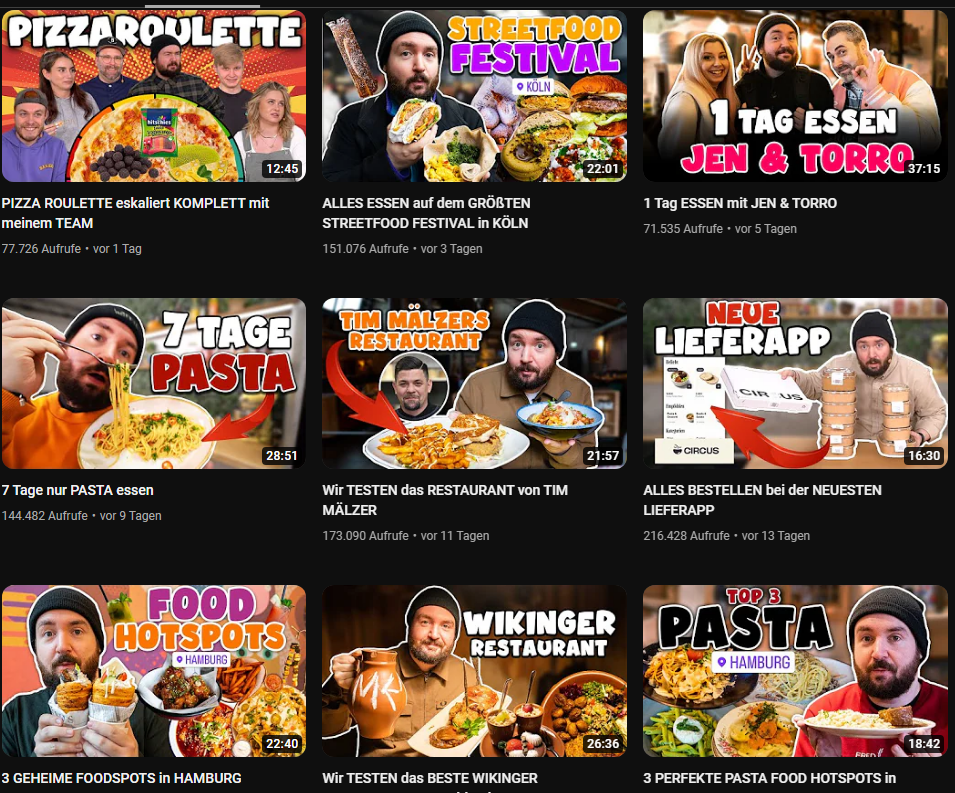 PIZZAROULETTE
hitschies
12:45
STREETFOOD
FESTIVAL
KÖLN
22:01
1 TAG ESSEN
JEN & TORRO
37:15
PIZZA ROULETTE eskaliert KOMPLETT mit
meinem TEAM
77.726 Aufrufe • vor 1 Tag
ALLES ESSEN auf dem GRÖßTEN
STREETFOOD FESTIVAL in KÖLN
151.076 Aufrufe • vor 3 Tagen
1 Tag ESSEN mit JEN & TORRO
71.535 Aufrufe • vor 5 Tagen
7 TAGE
PASTA
28:51
TIM MÄLZERS
RESTAURANT
21:57
NEUE
LIEFERAPP
CIRCUS
CIRCUS
16:30
7 Tage nur PASTA essen
144.482 Aufrufe • vor 9 Tagen
Wir TESTEN das RESTAURANT von TIM
MÄLZER
173.090 Aufrufe • vor 11 Tagen
ALLES BESTELLEN bei der NEUESTEN
LIEFERAPP
216.428 Aufrufe • vor 13 Tagen
FOOD
HOTSPOTS
HAMBURG
22:40
WIKINGER
RESTAURANT
MK
26:36
TOP 3
PASTA
HAMBURG
18:42
3 GEHEIME FOODSPOTS in HAMBURG
Wir TESTEN das BESTE WIKINGER
3 PERFEKTE PASTA FOOD HOTSPOTS in